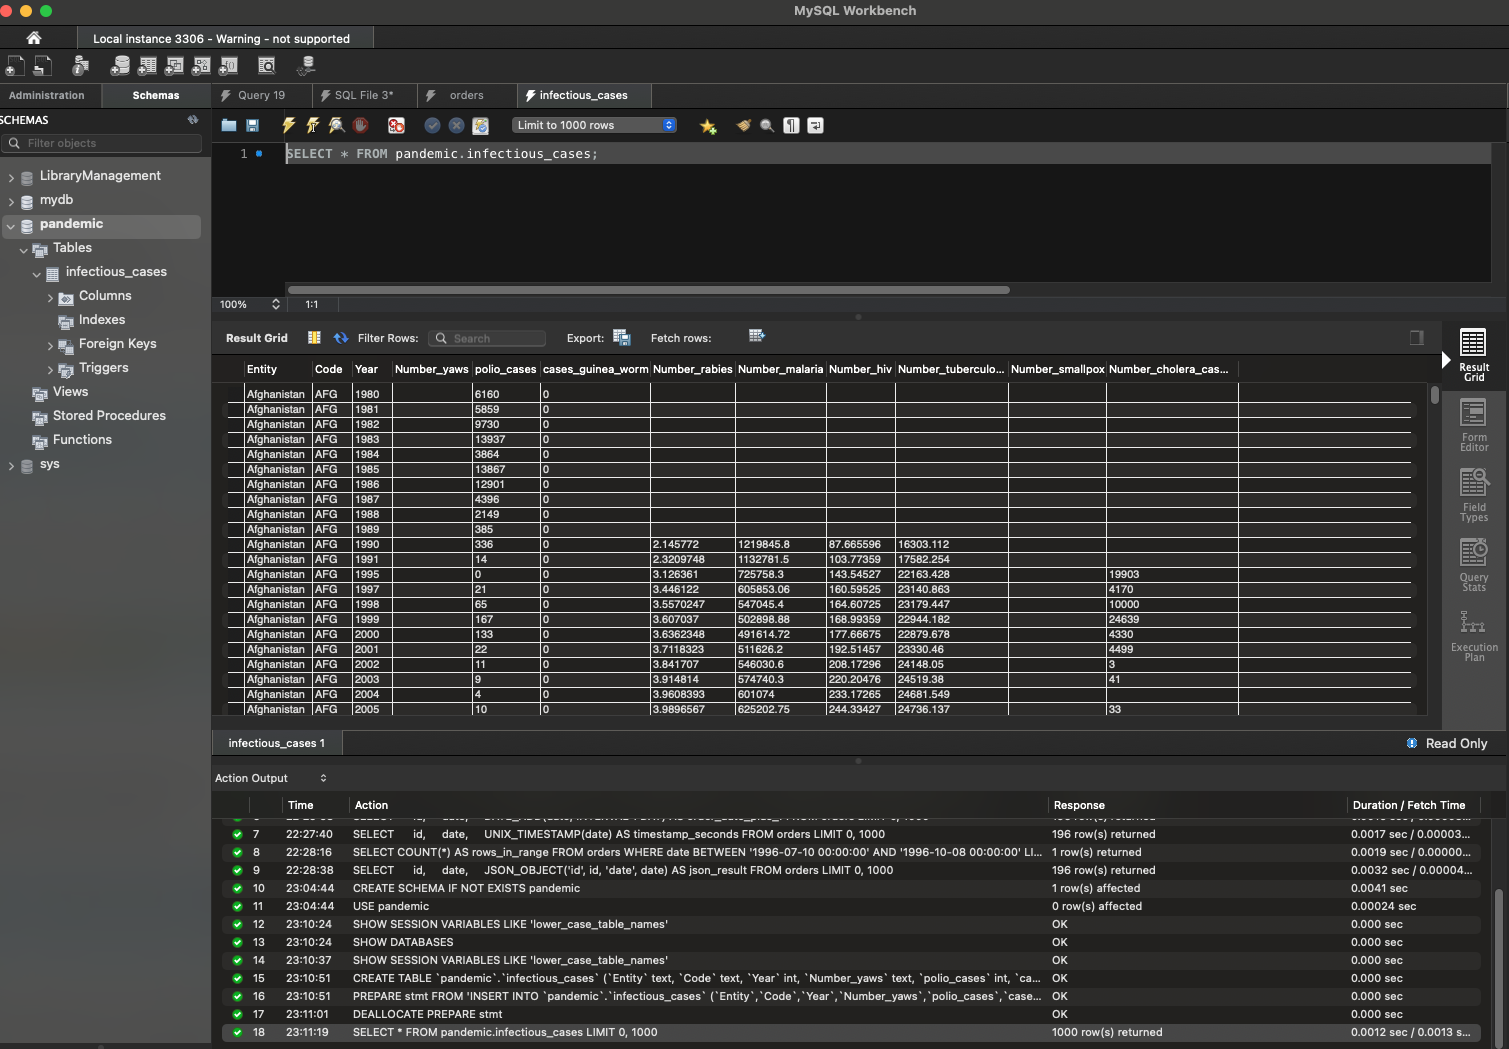 MySQL Workbench
Local instance 3306 - Warning - not supported
Administration Schemas Query 19 SQL File 3* orders infectious_cases
SCHEMAS
Filter objects
LibraryManagement
mydb
pandemic
Tables
infectious_cases
Columns
Indexes
Foreign Keys
Triggers
Views
Stored Procedures
Functions
sys
Limit to 1000 rows
1 SELECT * FROM pandemic.infectious_cases;
100% 1:1
Result Grid Filter Rows: Search Export: Fetch rows:
Entity Code Year Number_yaws polio_cases cases_guinea_worm Number_rabies Number_malaria Number_hiv Number_tuberculo... Number_smallpox Number_cholera_cas...
Afghanistan AFG 1980 6160 0
Afghanistan AFG 1981 5859 0
Afghanistan AFG 1982 9730 0
Afghanistan AFG 1983 13937 0
Afghanistan AFG 1984 3864 0
Afghanistan AFG 1985 13867 0
Afghanistan AFG 1986 12901 0
Afghanistan AFG 1987 4396 0
Afghanistan AFG 1988 2149 0
Afghanistan AFG 1989 385 0
Afghanistan AFG 1990 336 0 2.145772 1219845.8 87.665596 16303.112
Afghanistan AFG 1991 14 0 2.3209748 1132781.5 103.77359 17582.254
Afghanistan AFG 1995 0 0 3.126361 725758.3 143.54527 22163.428 19903
Afghanistan AFG 1997 21 0 3.446122 605853.06 160.59525 23140.863 4170
Afghanistan AFG 1998 65 0 3.5570247 547045.4 164.60725 23179.447 10000
Afghanistan AFG 1999 167 0 3.607037 502898.88 168.99359 22944.182 24639
Afghanistan AFG 2000 133 0 3.6362348 491614.72 177.66675 22879.678 4330
Afghanistan AFG 2001 22 0 3.7118323 511626.2 192.51457 23330.46 4499
Afghanistan AFG 2002 11 0 3.841707 546030.6 208.17296 24148.05 3
Afghanistan AFG 2003 9 0 3.914814 574740.3 220.20476 24519.38 41
Afghanistan AFG 2004 4 0 3.9608393 601074 233.17265 24681.549
Afghanistan AFG 2005 10 0 3.9896567 625202.75 244.33427 24736.137 33
Result Grid
Form Editor
Field Types
Query Stats
Execution Plan
infectious_cases 1 Read Only
Action Output
Time Action Response Duration / Fetch Time
7 22:27:40 SELECT id, date, UNIX_TIMESTAMP(date) AS timestamp_seconds FROM orders LIMIT 0, 1000 196 row(s) returned 0.0017 sec / 0.00003...
8 22:28:16 SELECT COUNT(*) AS rows_in_range FROM orders WHERE date BETWEEN '1996-07-10 00:00:00' AND '1996-10-08 00:00:00' LI... 1 row(s) returned 0.0019 sec / 0.00000...
9 22:28:38 SELECT id, date, JSON_OBJECT('id', id, 'date', date) AS json_result FROM orders LIMIT 0, 1000 196 row(s) returned 0.0032 sec / 0.00004...
10 23:04:44 CREATE SCHEMA IF NOT EXISTS pandemic 1 row(s) affected 0.0041 sec
11 23:04:44 USE pandemic 0 row(s) affected 0.00024 sec
12 23:10:24 SHOW SESSION VARIABLES LIKE 'lower_case_table_names' OK 0.000 sec
13 23:10:24 SHOW DATABASES OK 0.000 sec
14 23:10:37 SHOW SESSION VARIABLES LIKE 'lower_case_table_names' OK 0.000 sec
15 23:10:51 CREATE TABLE `pandemic`.`infectious_cases` (`Entity` text, `Code` text, `Year` int, `Number_yaws` text, `polio_cases` int, `ca... OK 0.000 sec
16 23:10:51 PREPARE stmt FROM 'INSERT INTO `pandemic`.`infectious_cases` (`Entity`,`Code`,`Year`,`Number_yaws`,`polio_cases`,`case... OK 0.000 sec
17 23:11:01 DEALLOCATE PREPARE stmt OK 0.000 sec
18 23:11:19 SELECT * FROM pandemic.infectious_cases LIMIT 0, 1000 1000 row(s) returned 0.0012 sec / 0.0013 s...